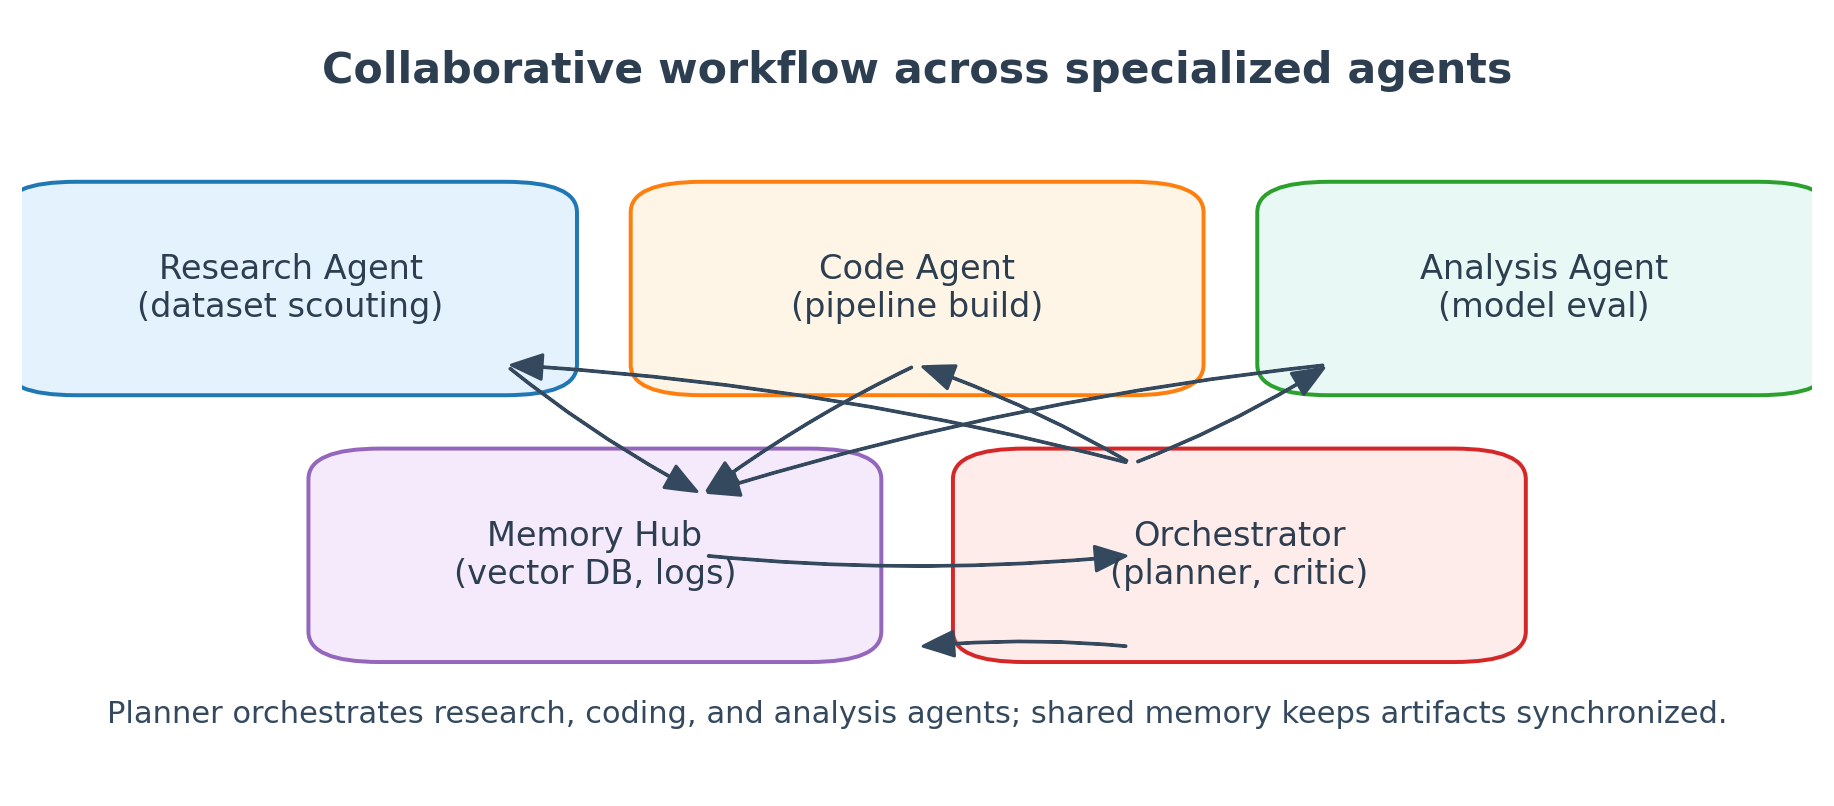 Collaborative workflow across specialized agents
Research Agent
(dataset scouting)
Code Agent
(pipeline build)
Analysis Agent
(model eval)
Memory Hub
(vector DB, logs)
Orchestrator
(planner, critic)
Planner orchestrates research, coding, and analysis agents; shared memory keeps artifacts synchronized.